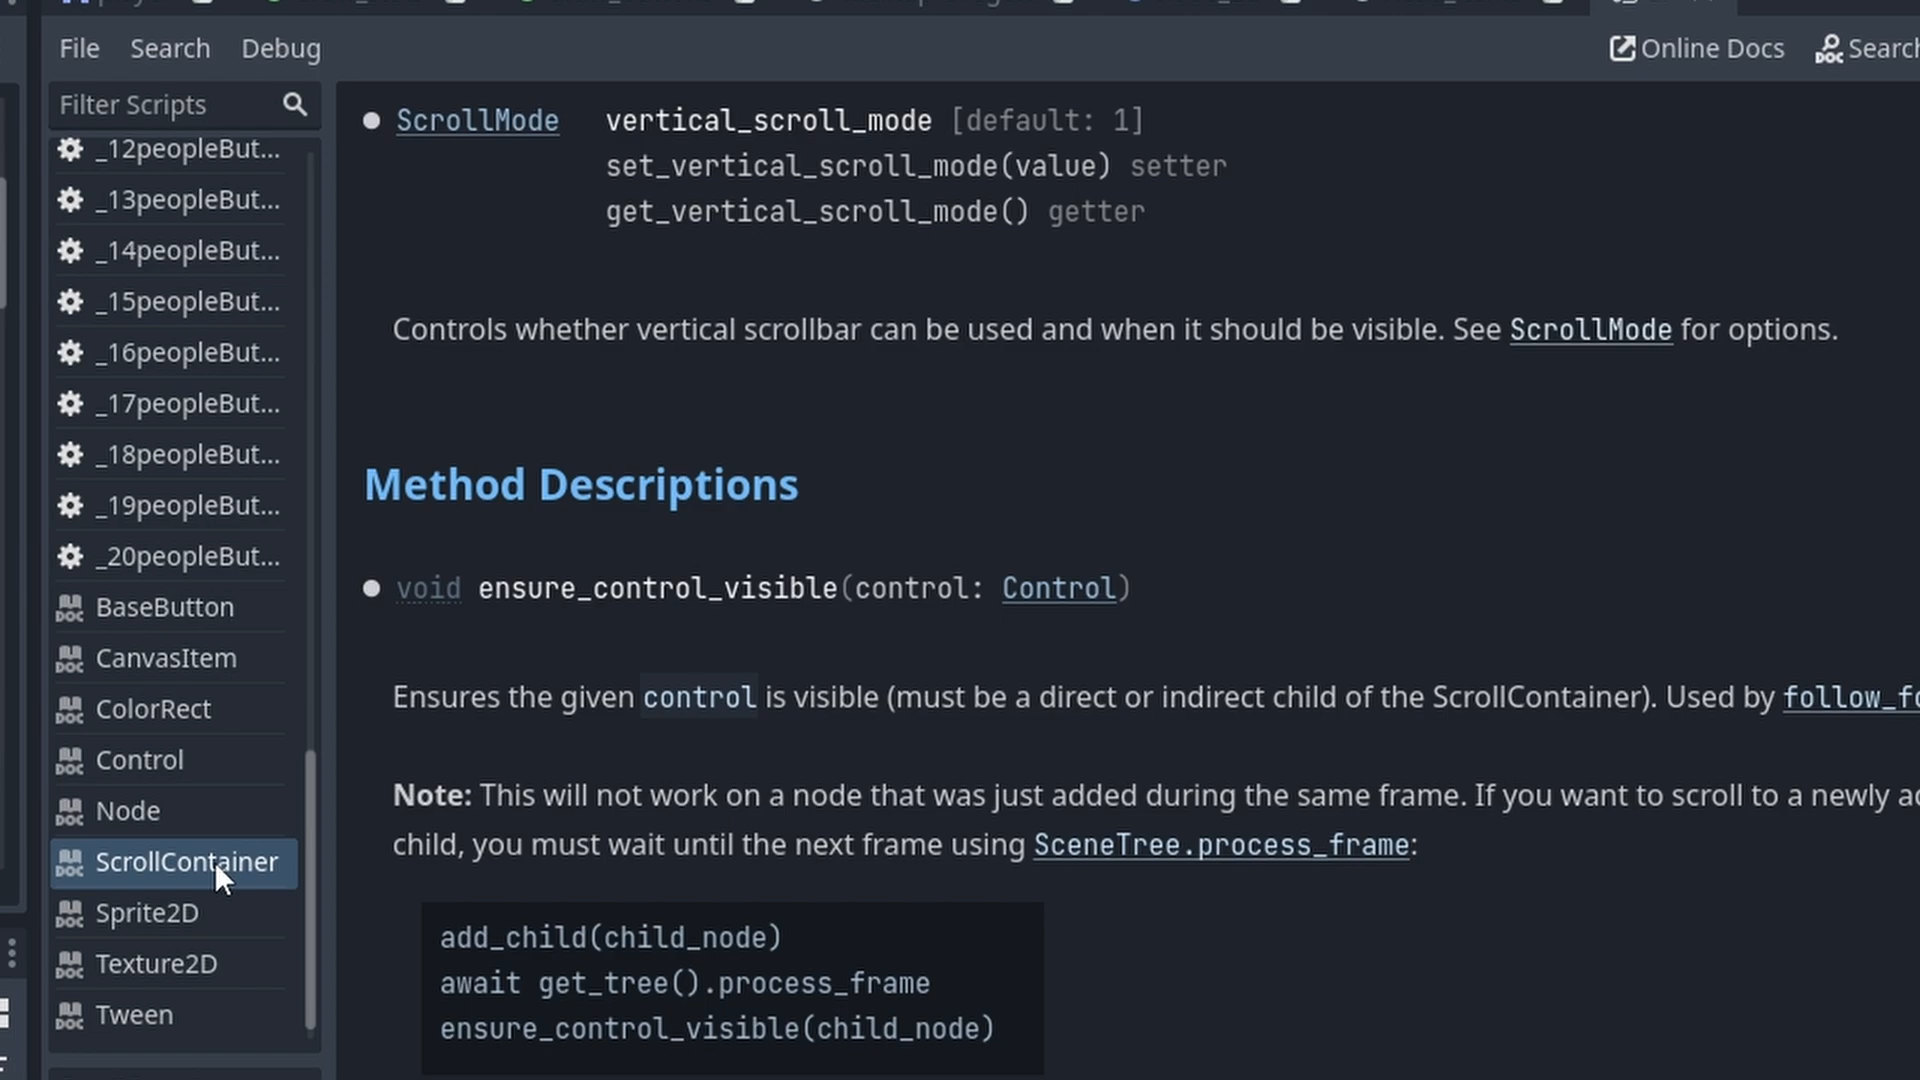 File Search Debug
Online Docs Search
Filter Scripts
_12peopleBut...
_13peopleBut...
_14peopleBut...
_15peopleBut...
_16peopleBut...
_17peopleBut...
_18peopleBut...
_19peopleBut...
_20peopleBut...
BaseButton
CanvasItem
ColorRect
Control
Node
ScrollContainer
Sprite2D
Texture2D
Tween
ScrollMode vertical_scroll_mode [default: 1]
set_vertical_scroll_mode(value) setter
get_vertical_scroll_mode() getter
Controls whether vertical scrollbar can be used and when it should be visible. See ScrollMode for options.
Method Descriptions
void ensure_control_visible(control: Control)
Ensures the given control is visible (must be a direct or indirect child of the ScrollContainer). Used by
Note: This will not work on a node that was just added during the same frame. If you want to scroll to a newly
child, you must wait until the next frame using SceneTree.process_frame:
add_child(child_node)
await get_tree().process_frame
ensure_control_visible(child_node)